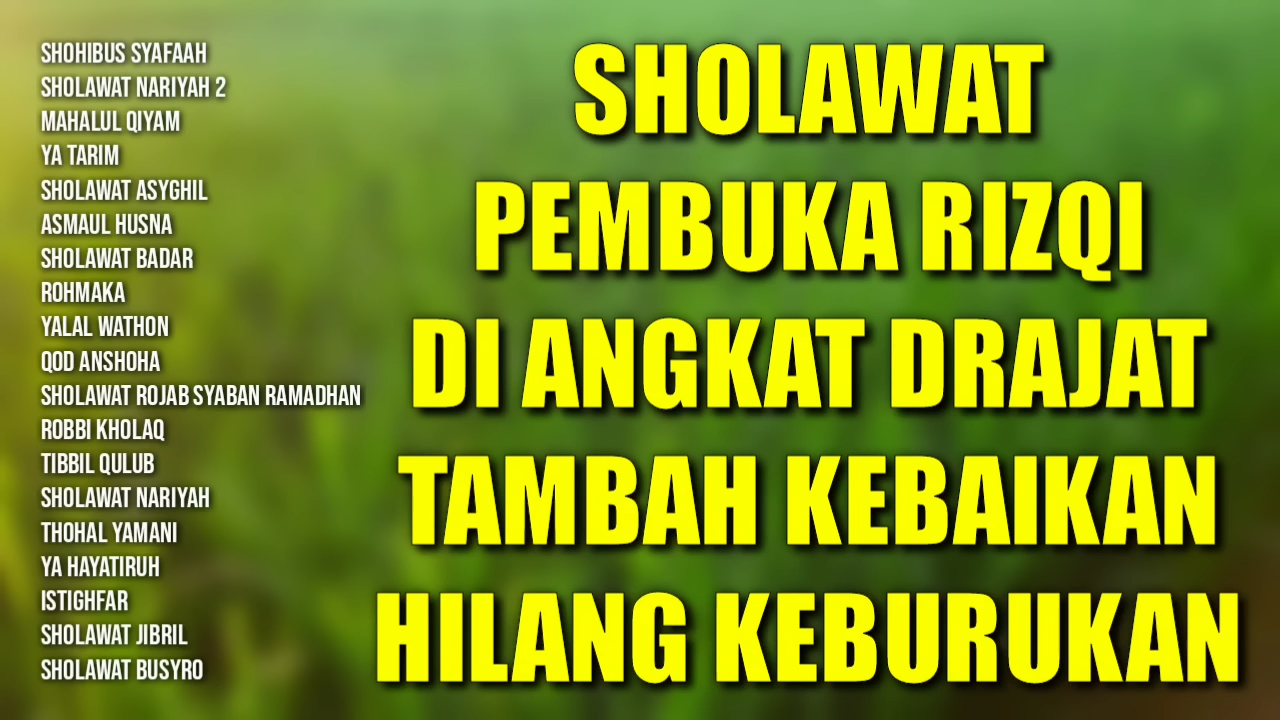 SHOHIBUS SYAFAAH
SHOLAWAT NARIYAH 2
MAHALUL QIYAM
YA TARIM
SHOLAWAT ASYGHIL
ASMAUL HUSNA
SHOLAWAT BADAR
ROHMAKA
YALAL WATHON
QOD ANSHOHA
SHOLAWAT ROJAB SYABAN RAMADHAN
ROBBI KHOLAQ
TIBBIL QULUB
SHOLAWAT NARIYAH
THOHAL YAMANI
YA HAYATIRUH
ISTIGHFAR
SHOLAWAT JIBRIL
SHOLAWAT BUSYRO
SHOLAWAT
PEMBUKA RIZQI
DI ANGKAT DRAJAT
TAMBAH KEBAIKAN
HILANG KEBURUKAN